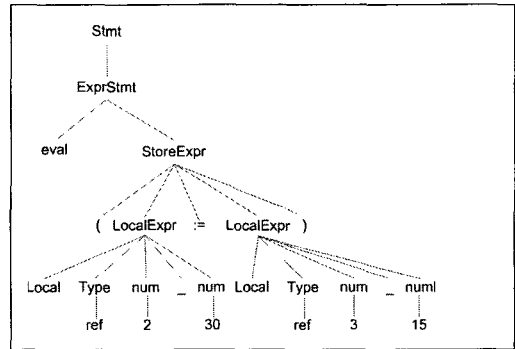 Stmt
ExprStmt
eval StoreExpr
( LocalExpr := LocalExpr )
Local Type num _ num Local Type num _ numl
ref 2 30 ref 3 15